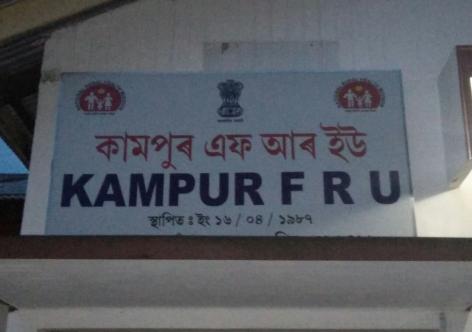 কামপুৰ এফ আৰ ইউ
KAMPUR F R U
স্থাপিত : ইং ১৬ / ০৪ / ১৯৮৭